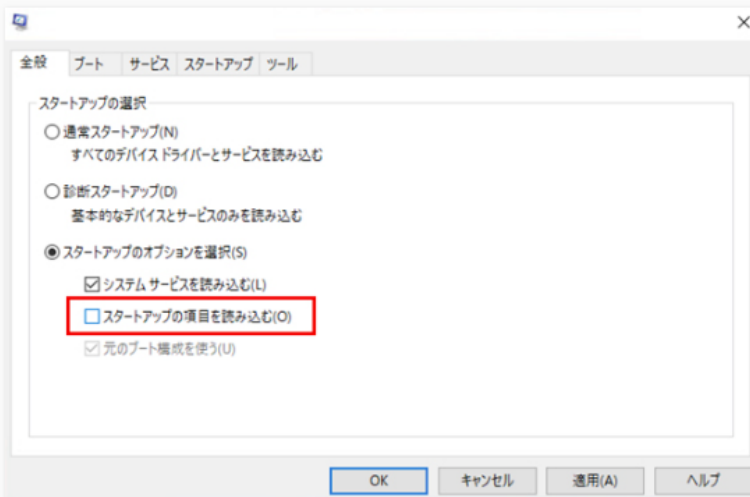 全般 ブート サービス スタートアップ ツール
スタートアップの選択
通常スタートアップ(N)
すべてのデバイス ドライバーとサービスを読み込む
診断スタートアップ(D)
基本的なデバイスとサービスのみを読み込む
スタートアップのオプションを選択(S)
システム サービスを読み込む(L)
スタートアップの項目を読み込む(O)
元のブート構成を使う(U)
OK キャンセル 適用(A) ヘルプ